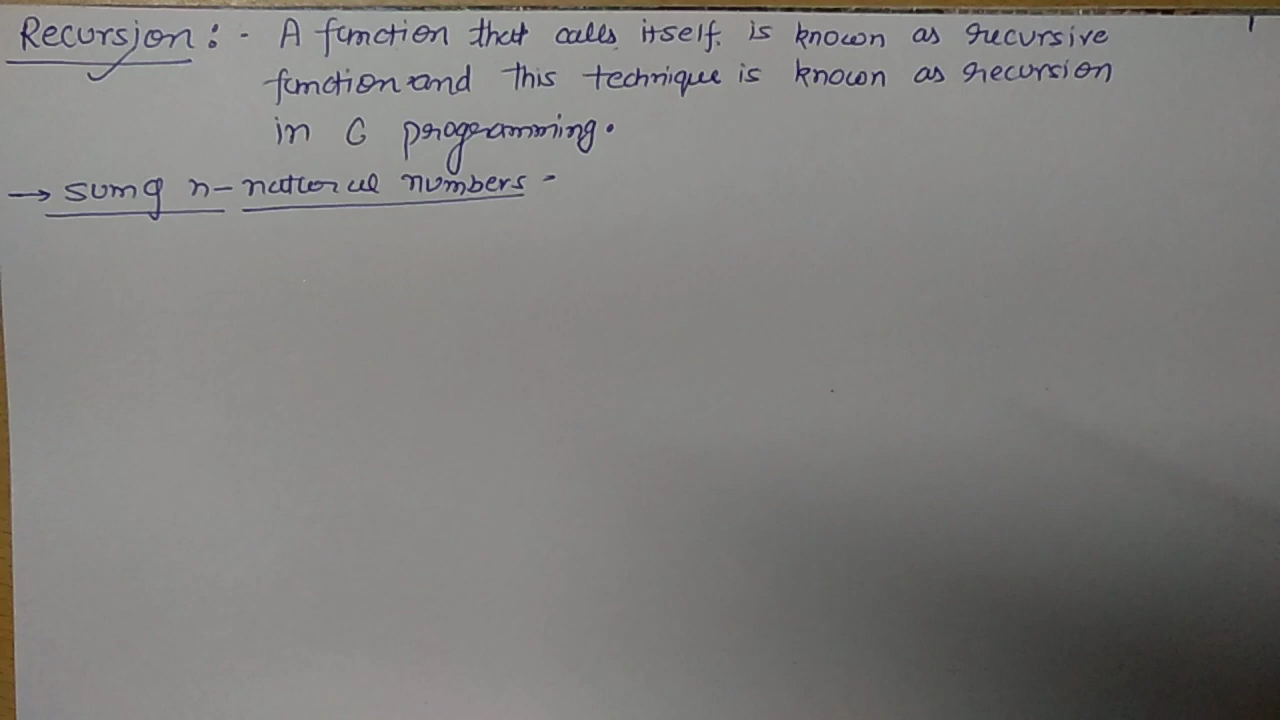 Recursion :- A function that calls itself. is known as recursive
function and this technique is known as recursion
in C programming.
→ sum of n-natural numbers -